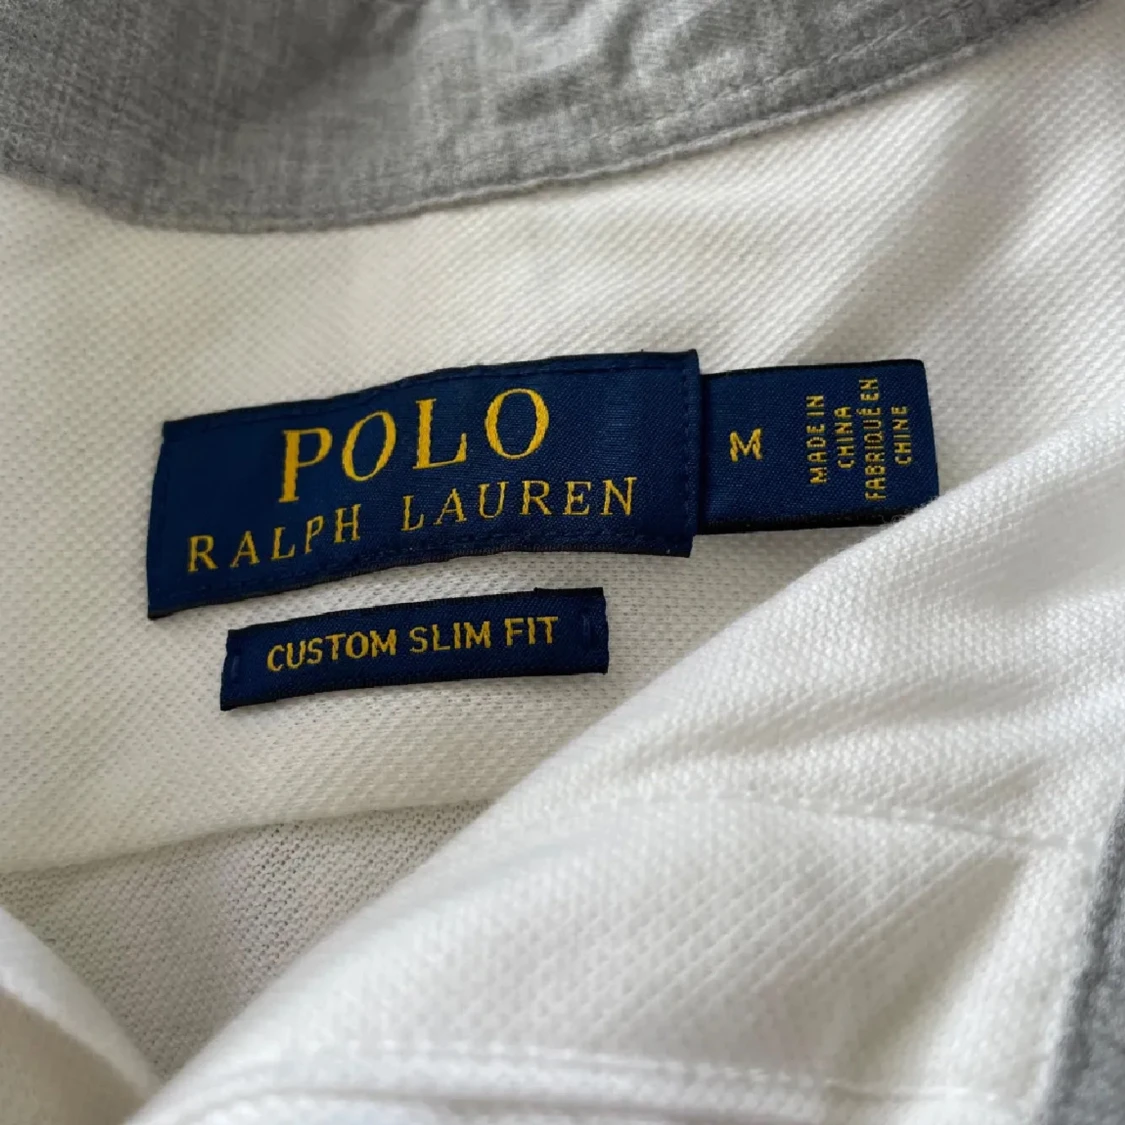 POLO
RALPH LAUREN
M
MADE IN
CHINA
FABRIQUÉ EN
CHINE
CUSTOM SLIM FIT